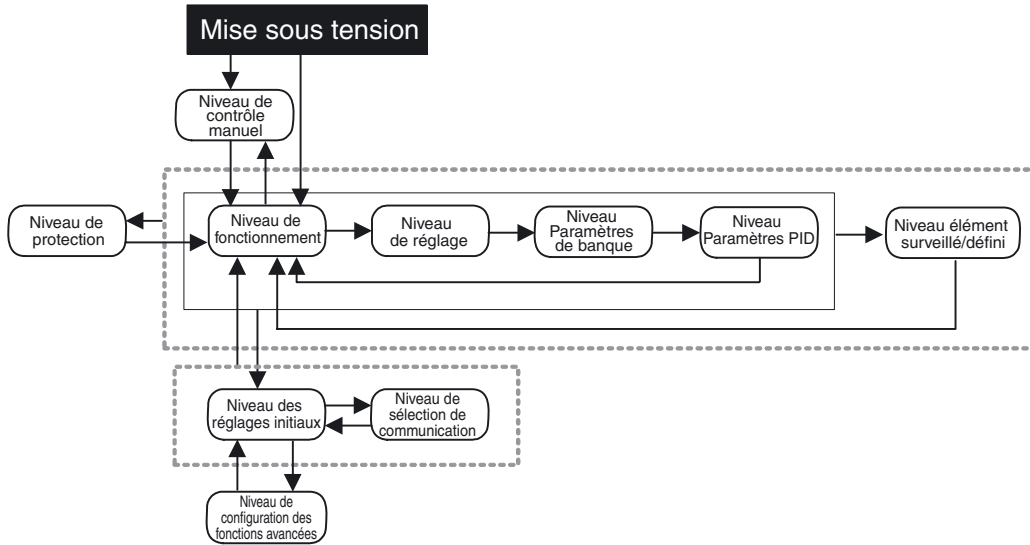 Mise sous tension
Niveau de
contrôle
manuel
Niveau de
protection
Niveau de
fonctionnement
Niveau
de réglage
Niveau
Paramètres
de banque
Niveau
Paramètres PID
Niveau élément
surveillé/défini
Niveau des
réglages initiaux
Niveau de
sélection de
communication
Niveau de
configuration des
fonctions avancées